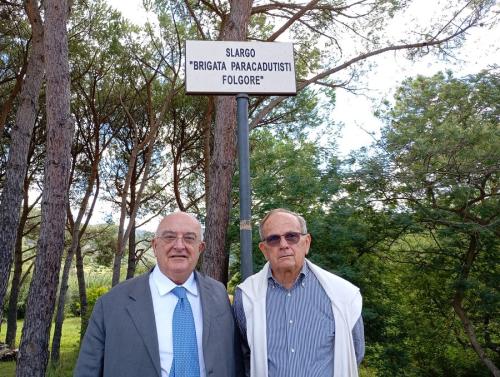 SLARGO
"BRIGATA PARACADUTISTI
FOLGORE"